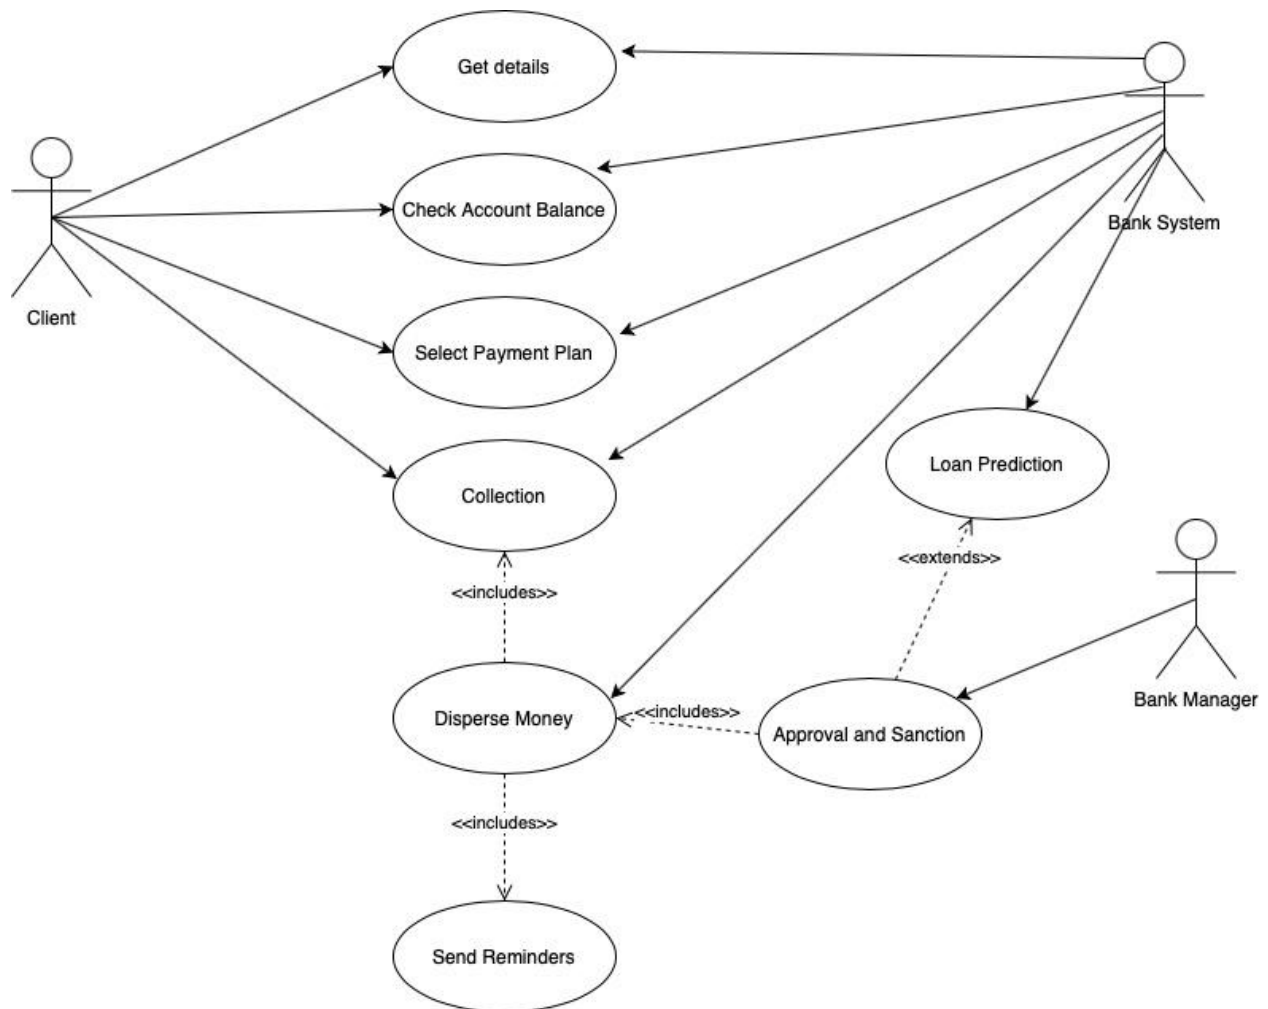 Get details
Check Account Balance
Bank System
Client
Select Payment Plan
Loan Prediction
Collection
<<extends>>
<<includes>>
Bank Manager
<<includes>>
Disperse Money
Approval and Sanction
<<includes>>
Send Reminders